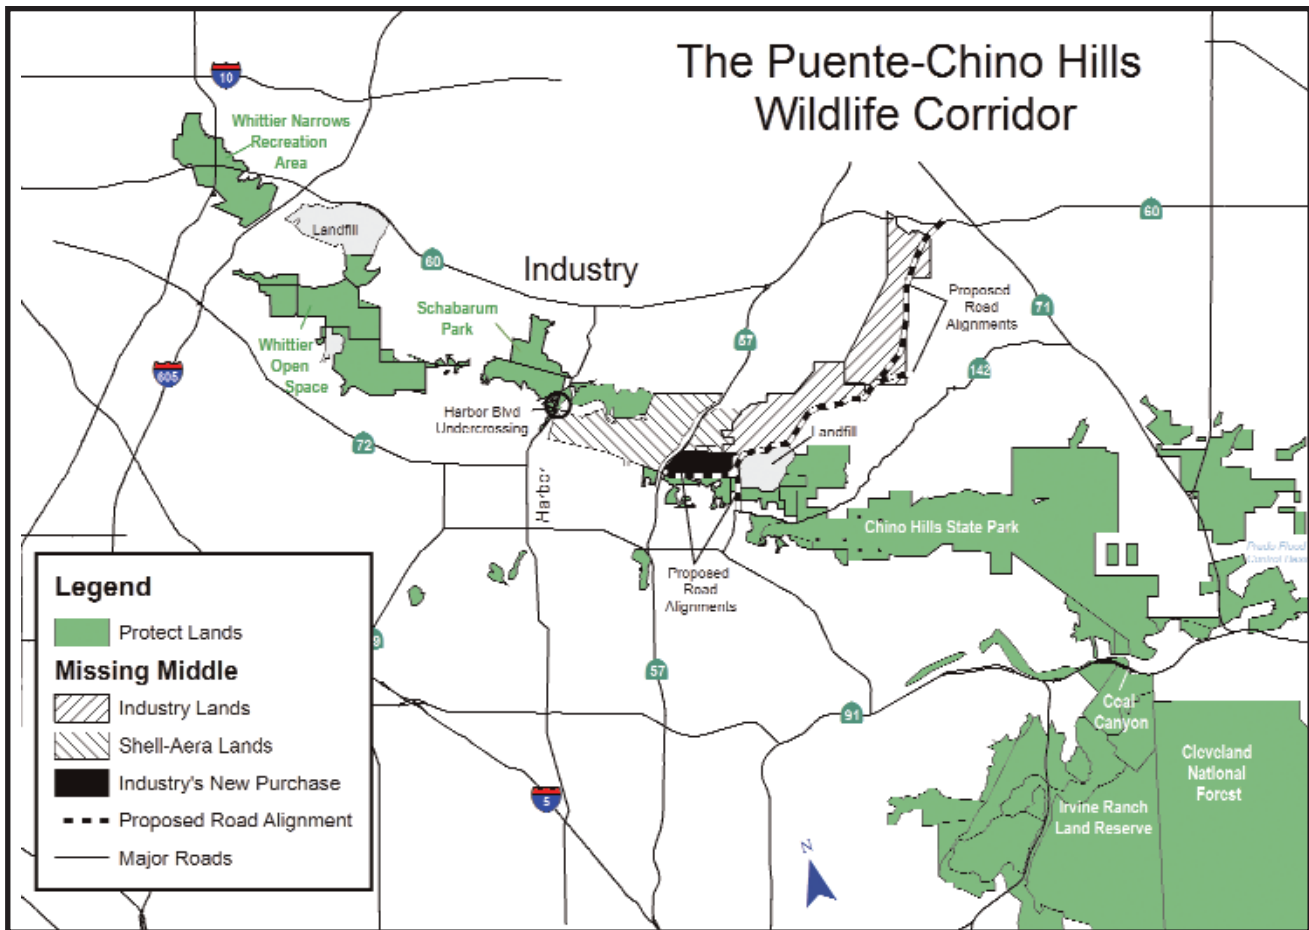 The Puente-Chino Hills
Wildlife Corridor
10
Whittier Narrows
Recreation
Area
Landfill
60
Industry
60
Schabarum
Park
Whittier
Open
Space
605
57
Proposed
Road
Alignments
71
142
Harbor Blvd
Undercrossing
72
Landfill
Harbor
Chino Hills State Park
Proposed
Road
Alignments
57
91
5
Coal
Canyon
Cleveland
National
Forest
Irvine Ranch
Land Reserve
N
Legend
Protect Lands
Missing Middle
Industry Lands
Shell-Aera Lands
Industry's New Purchase
Proposed Road Alignment
Major Roads